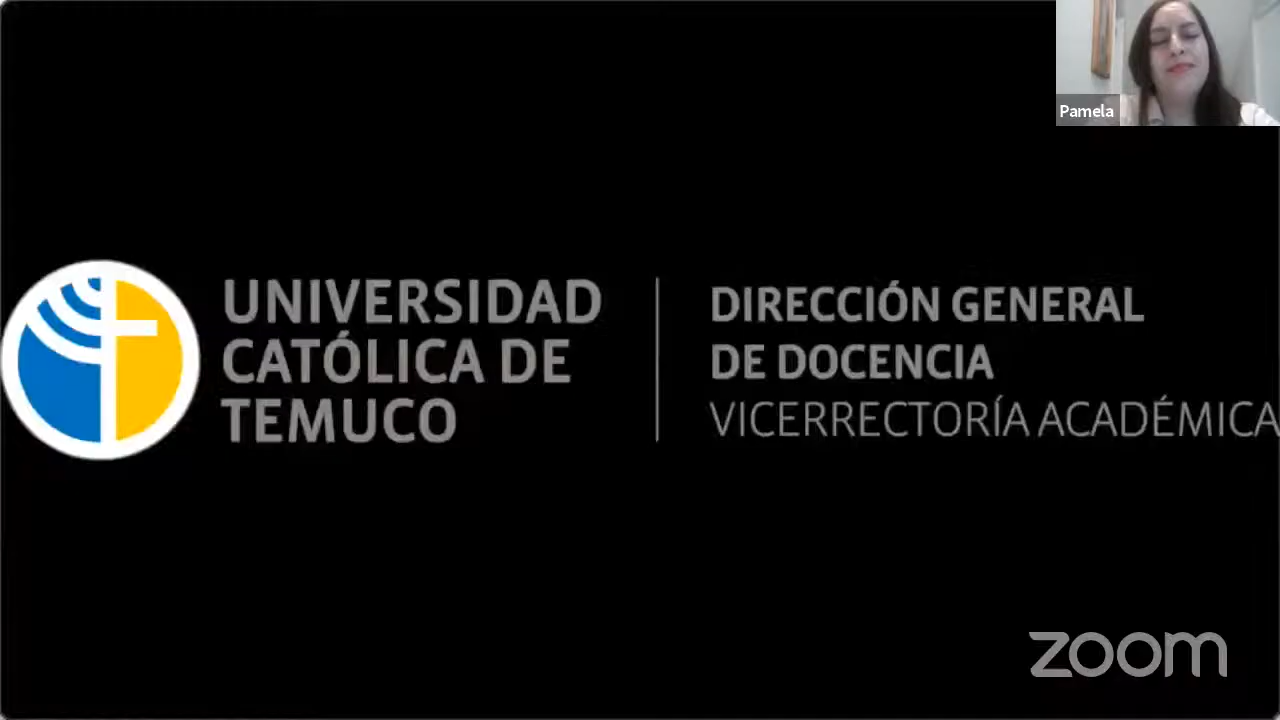 Pamela
UNIVERSIDAD
CATÓLICA DE
TEMUCO
DIRECCIÓN GENERAL
DE DOCENCIA
VICERRECTORÍA ACADÉMICA
zoom